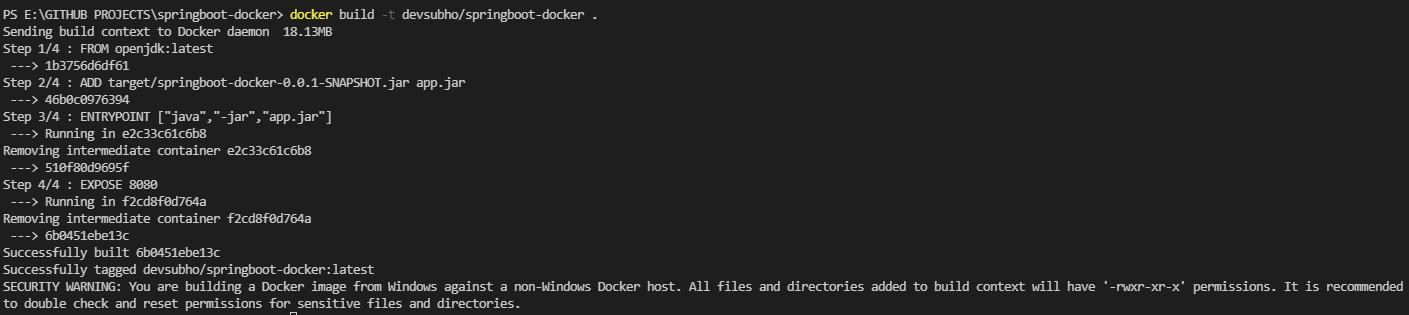 PS E:\GITHUB PROJECTS\springboot-docker> docker build -t devsubho/springboot-docker .
Sending build context to Docker daemon  18.13MB
Step 1/4 : FROM openjdk:latest
 ---> 1b3756d6df61
Step 2/4 : ADD target/springboot-docker-0.0.1-SNAPSHOT.jar app.jar
 ---> 46b0c0976394
Step 3/4 : ENTRYPOINT ["java","-jar","app.jar"]
 ---> Running in e2c33c61c6b8
Removing intermediate container e2c33c61c6b8
 ---> 510f80d9695f
Step 4/4 : EXPOSE 8080
 ---> Running in f2cd8f0d764a
Removing intermediate container f2cd8f0d764a
 ---> 6b0451ebe13c
Successfully built 6b0451ebe13c
Successfully tagged devsubho/springboot-docker:latest
SECURITY WARNING: You are building a Docker image from Windows against a non-Windows Docker host. All files and directories added to build context will have '-rwxr-xr-x' permissions. It is recommended
to double check and reset permissions for sensitive files and directories.